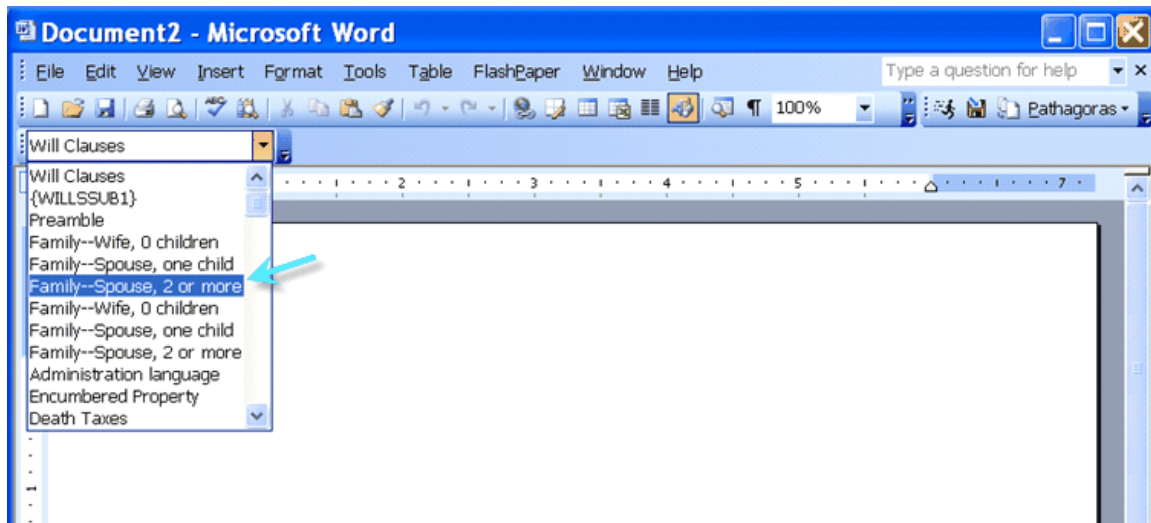 Document2 - Microsoft Word
File Edit View Insert Format Tools Table FlashPaper Window Help Type a question for help
100% Pathagoras
Will Clauses
Will Clauses
{WILLSSUB1}
Preamble
Family--Wife, 0 children
Family--Spouse, one child
Family--Spouse, 2 or more
Family--Wife, 0 children
Family--Spouse, one child
Family--Spouse, 2 or more
Administration language
Encumbered Property
Death Taxes
2 3 4 5 7
1